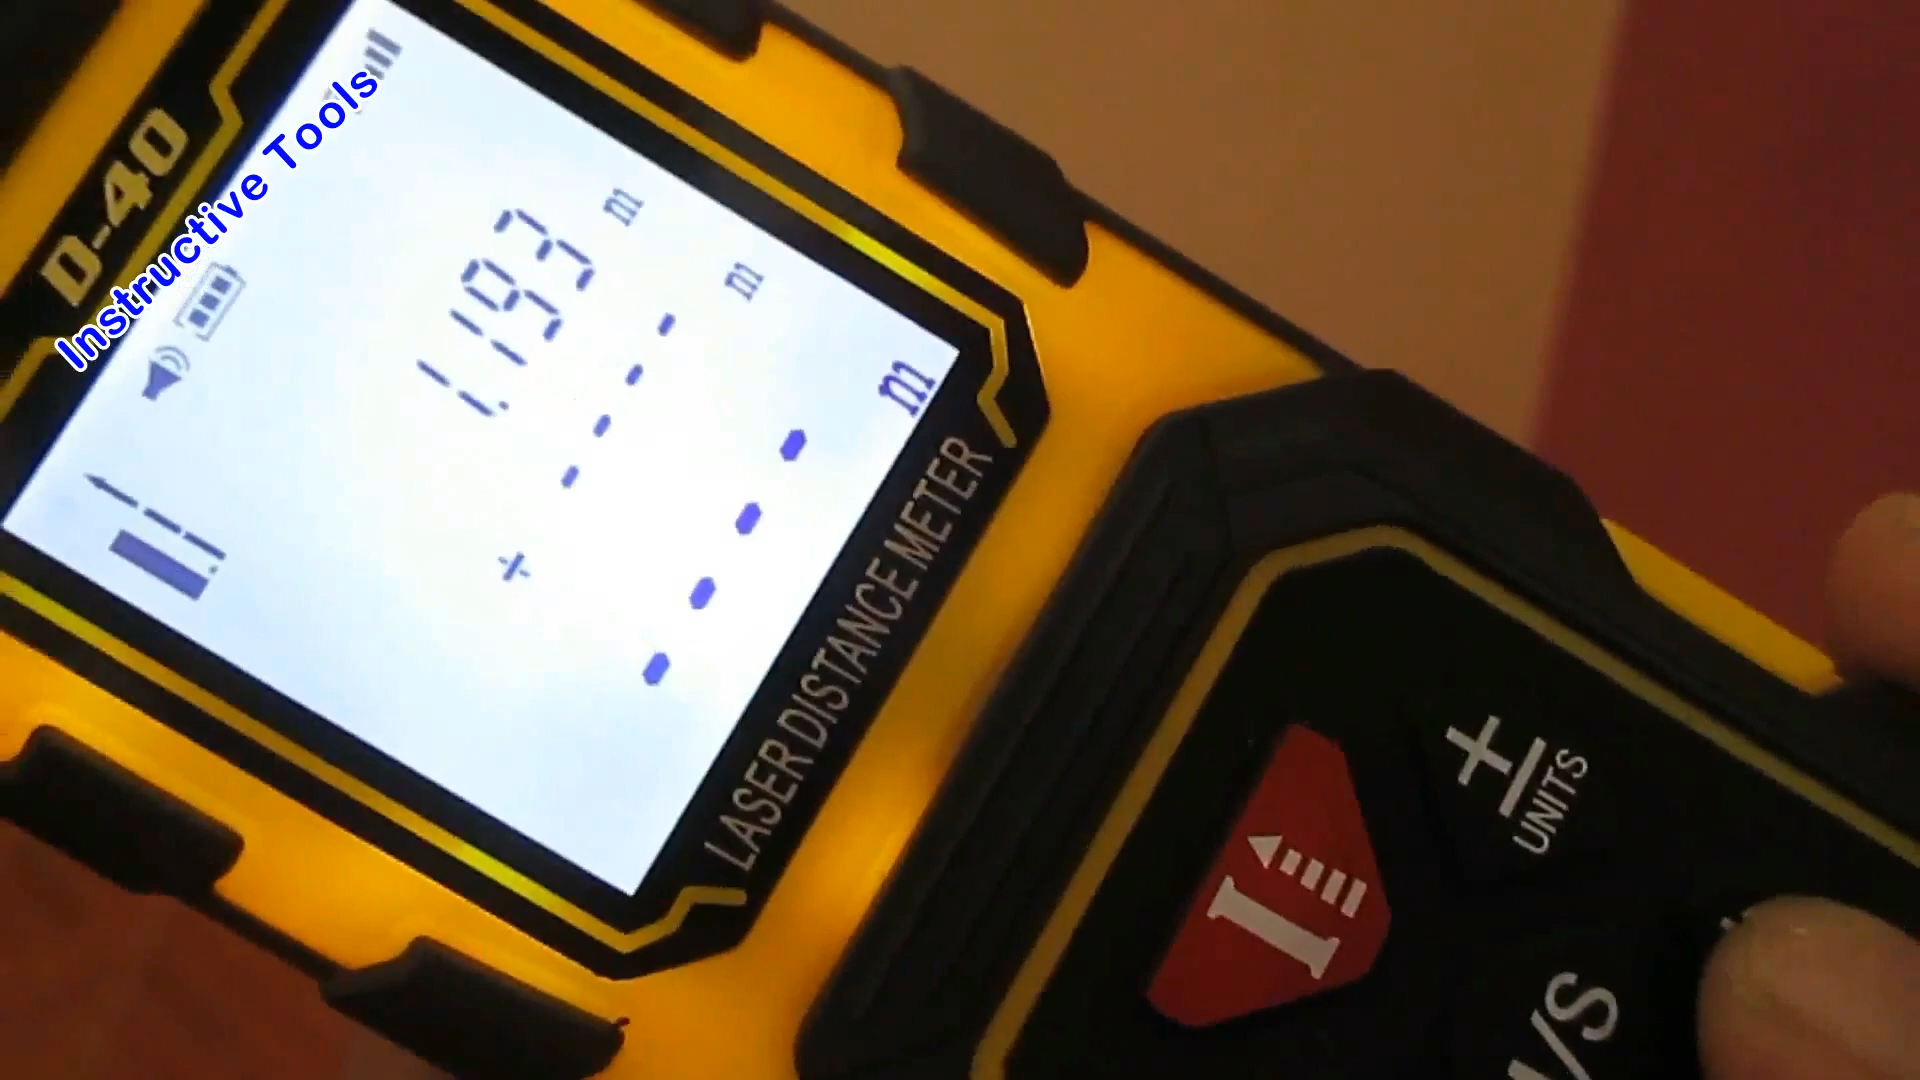 Instructive Tools
D-40
1.193 m
---- m
+
---- m
LASER DISTANCE METER
+/-
UNITS
/S